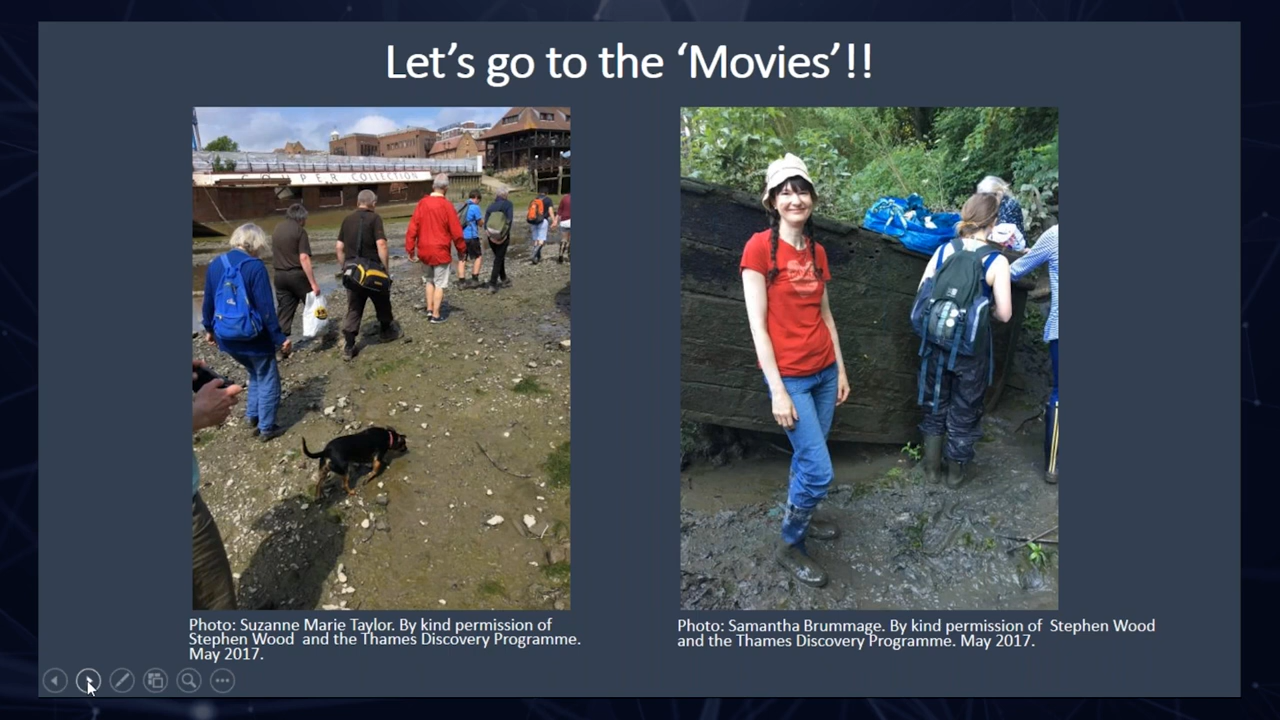 Let's go to the 'Movies'!!
COLLECTION
Photo: Suzanne Marie Taylor. By kind permission of
Stephen Wood and the Thames Discovery Programme.
May 2017.
Photo: Samantha Brummage. By kind permission of Stephen Wood
and the Thames Discovery Programme. May 2017.